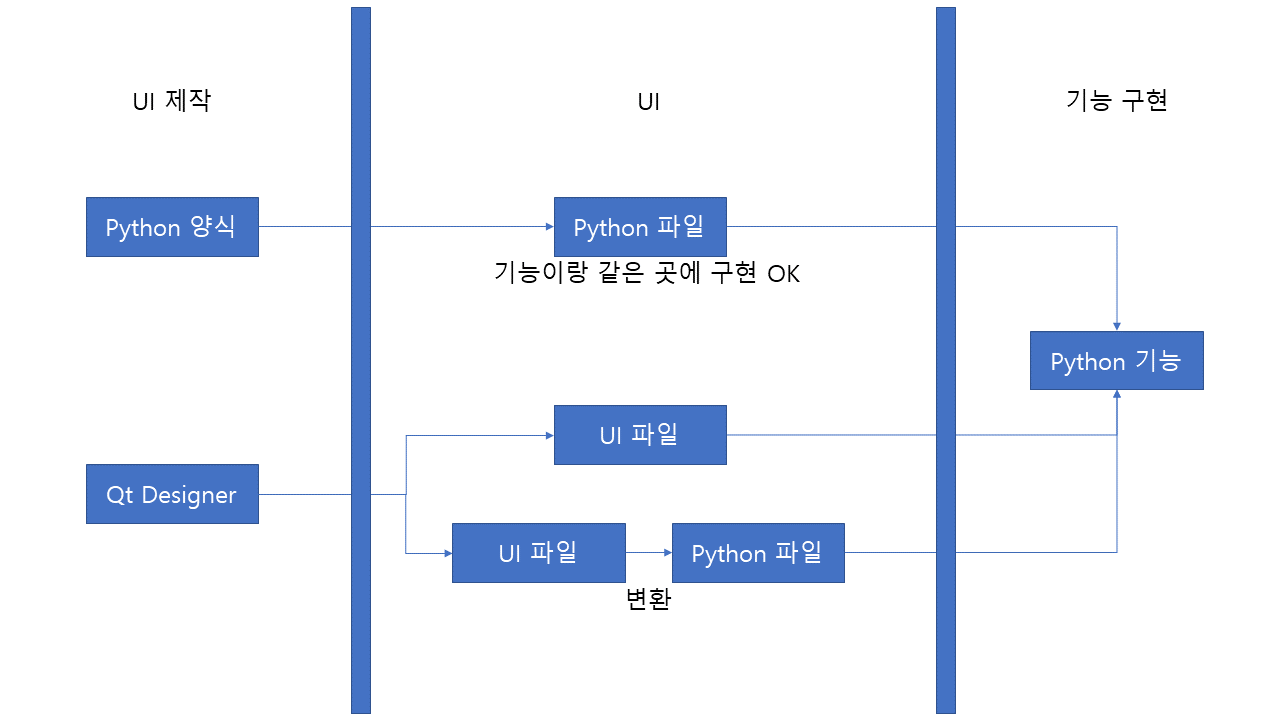 UI 제작
UI
기능 구현
Python 양식
Python 파일
기능이랑 같은 곳에 구현 OK
Python 기능
UI 파일
Qt Designer
UI 파일
Python 파일
변환